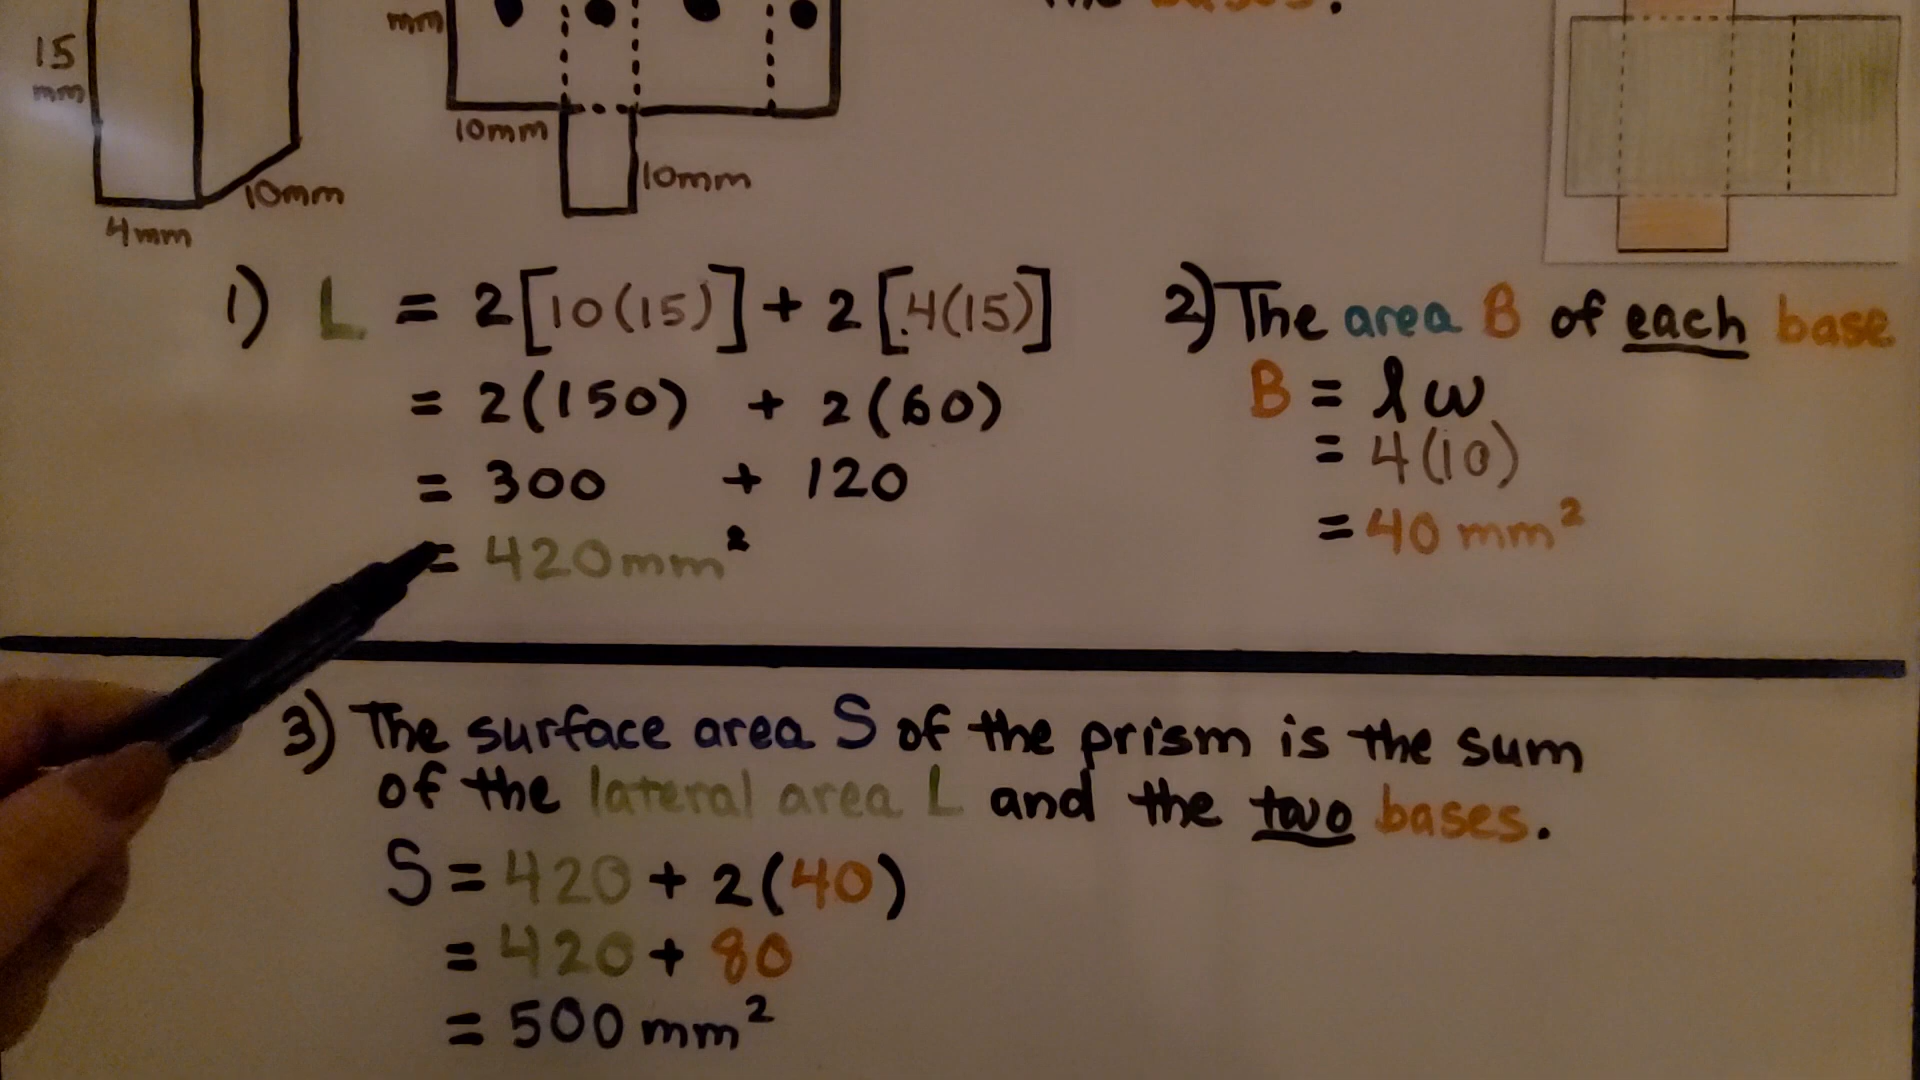 the bases.
15
mm
mm
10mm
10mm
10mm
4mm
1) L = 2[10(15)] + 2[4(15)]
= 2(150) + 2(60)
= 300 + 120
= 420mm²
2) The area B of each base
B = lw
= 4(10)
= 40 mm²
3) The surface area S of the prism is the sum
of the lateral area L and the two bases.
S = 420 + 2(40)
= 420 + 80
= 500 mm²